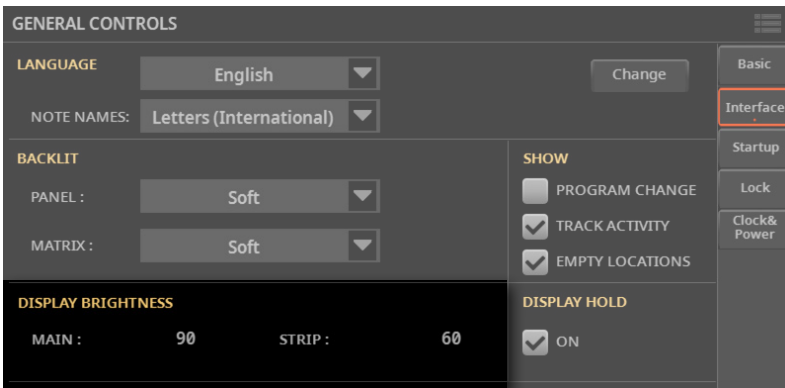 GENERAL CONTROLS
LANGUAGE
English
Change
NOTE NAMES:
Letters (International)
BACKLIT
PANEL :
Soft
MATRIX :
Soft
SHOW
PROGRAM CHANGE
TRACK ACTIVITY
EMPTY LOCATIONS
DISPLAY BRIGHTNESS
MAIN :
90
STRIP :
60
DISPLAY HOLD
ON
Basic
Interface
Startup
Lock
Clock&
Power